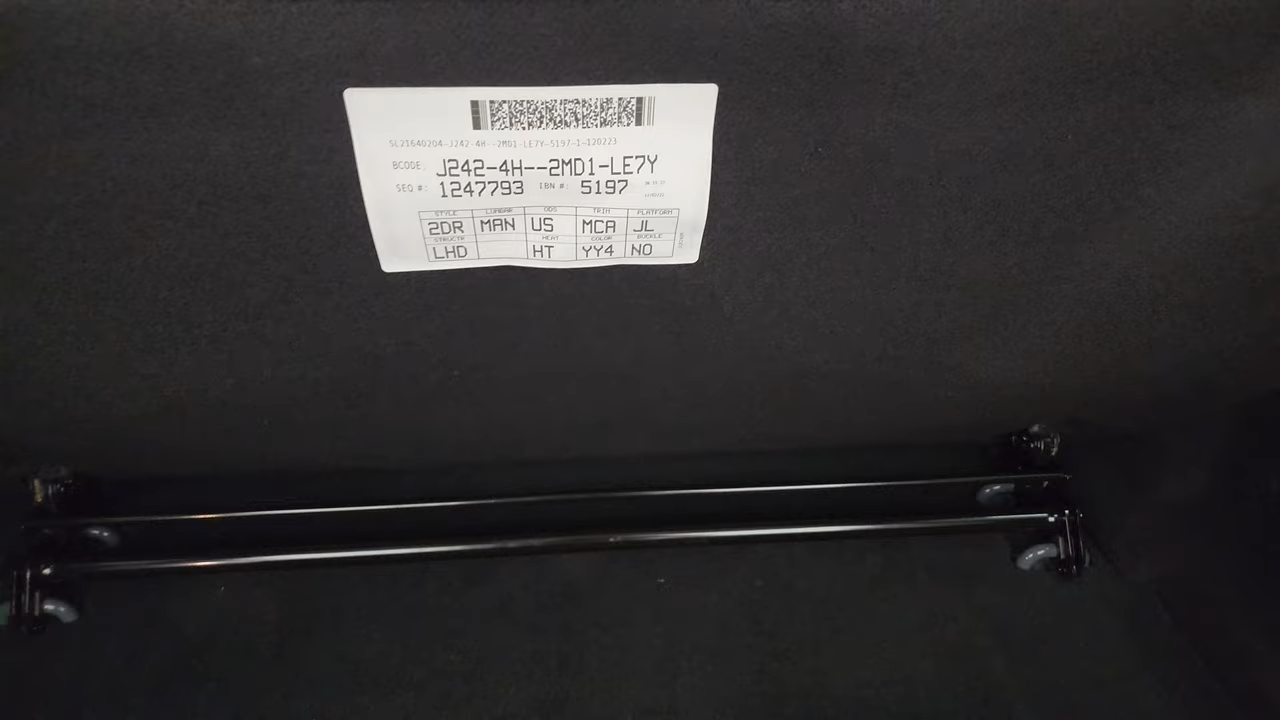 5L21640204-J242-4H--2MD1-LE7Y-5197-1-120223
BCODE: J242-4H--2MD1-LE7Y
SEQ #: 1247793 IBN #: 5197
STYLE LUMBAR ODS TRIM PLATFORM
2DR MAN US MCA JL
STRUCTR HEAT COLOR BUCKLE
LHD HT YY4 NO